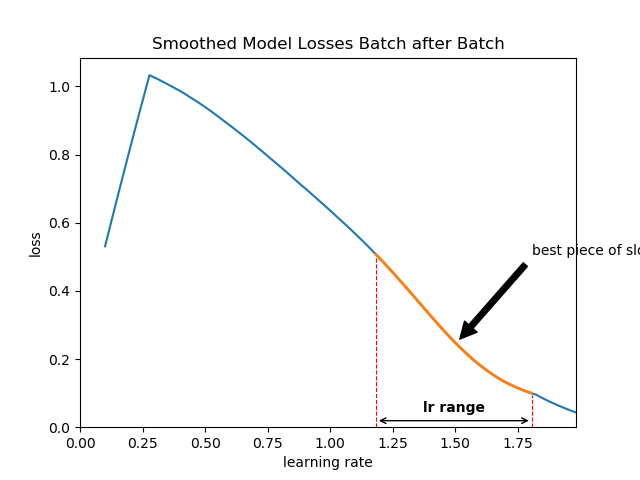 Smoothed Model Losses Batch after Batch
1.0
0.8
0.6
0.4
0.2
0.0
loss
best piece of
lr range
0.00 0.25 0.50 0.75 1.00 1.25 1.50 1.75
learning rate